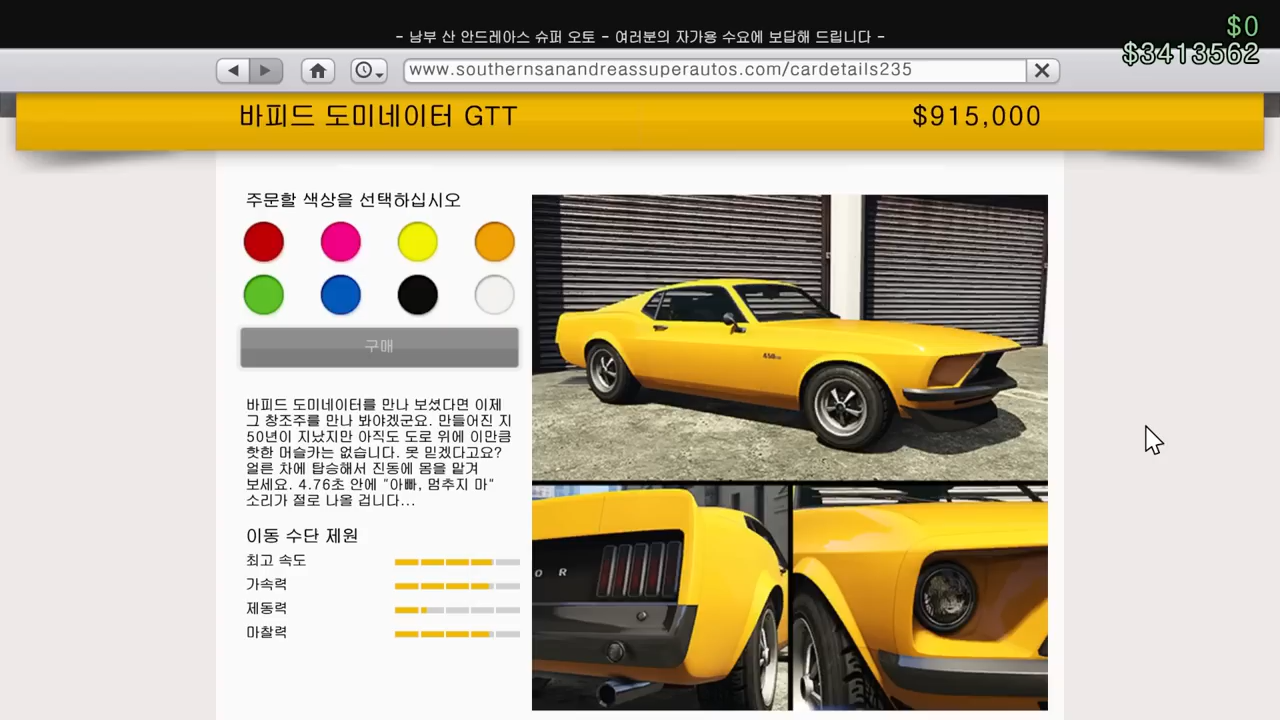 - 남부 산 안드레아스 슈퍼 오토 - 여러분의 자가용 수요에 보답해 드립니다 -
$0
$3413562
www.southernsanandreassuperautos.com/cardetails235
바피드 도미네이터 GTT
$915,000
주문할 색상을 선택하십시오
구매
바피드 도미네이터를 만나 보셨다면 이제
그 창조주를 만나 봐야겠군요. 만들어진 지
50년이 지났지만 아직도 도로 위에 이만큼
핫한 머슬카는 없습니다. 못 믿겠다고요?
얼른 차에 탑승해서 진동에 몸을 맡겨
보세요. 4.76초 안에 "아빠, 멈추지 마"
소리가 절로 나올 겁니다...
이동 수단 제원
최고 속도
가속력
제동력
마찰력
O R